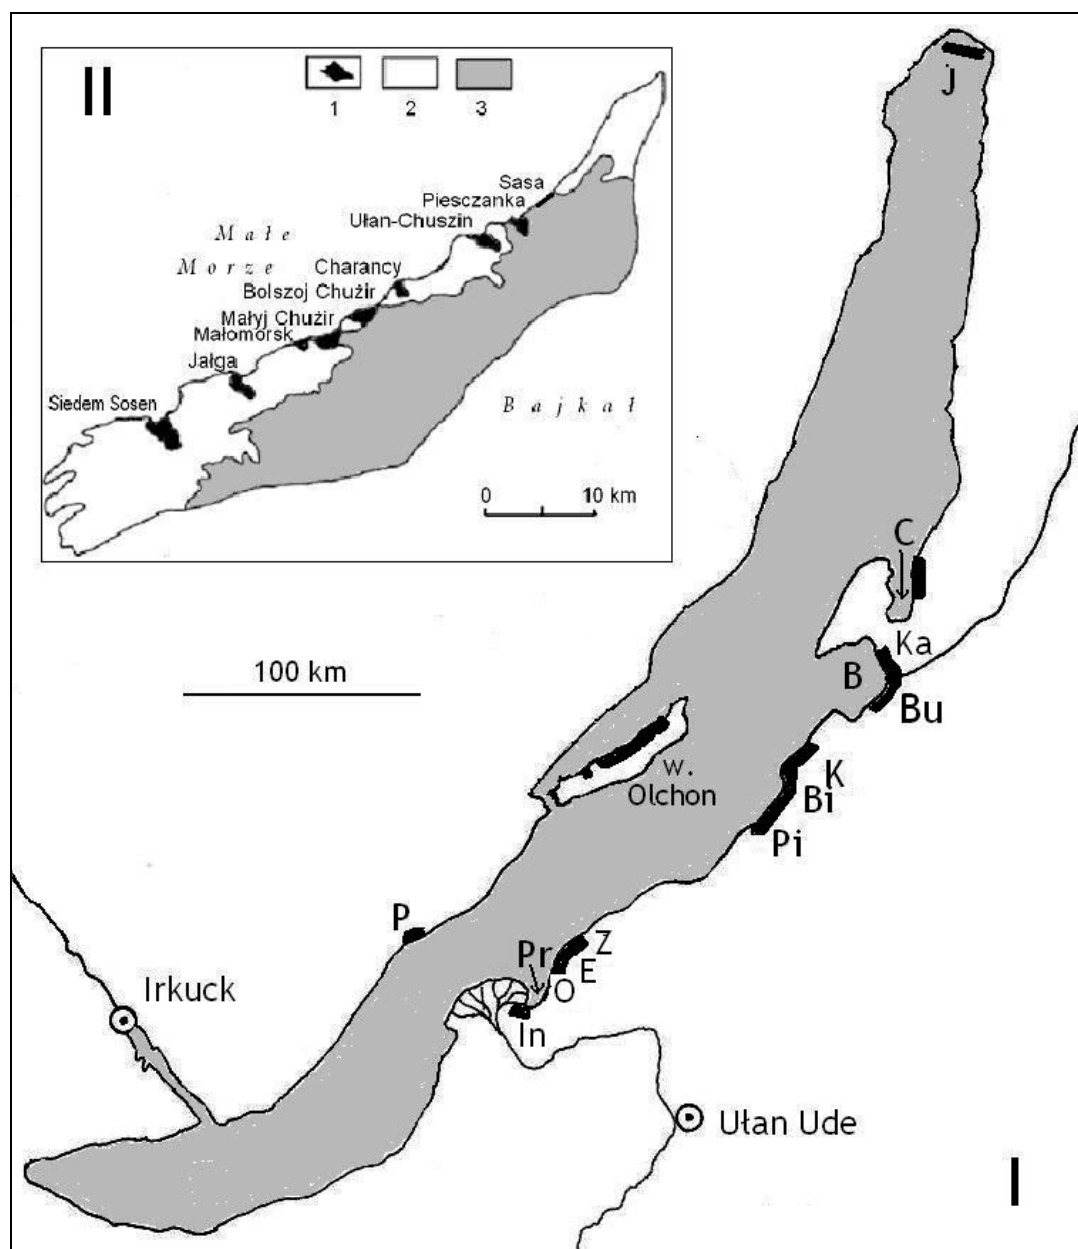 II
1 2 3
Sasa
Piesczanka
Ułan-Chuszin
Małe
Morze
Charancy
Bolszoj Chużir
Małyj Chużir
Małomorsk
Jałga
Siedem Sosen
Bajkał
0 10 km
J
C
Ka
B
Bu
100 km
w.
Olchon
K
Bi
Pi
P
Z
Pr
E
O
In
Irkuck
Ułan Ude
I